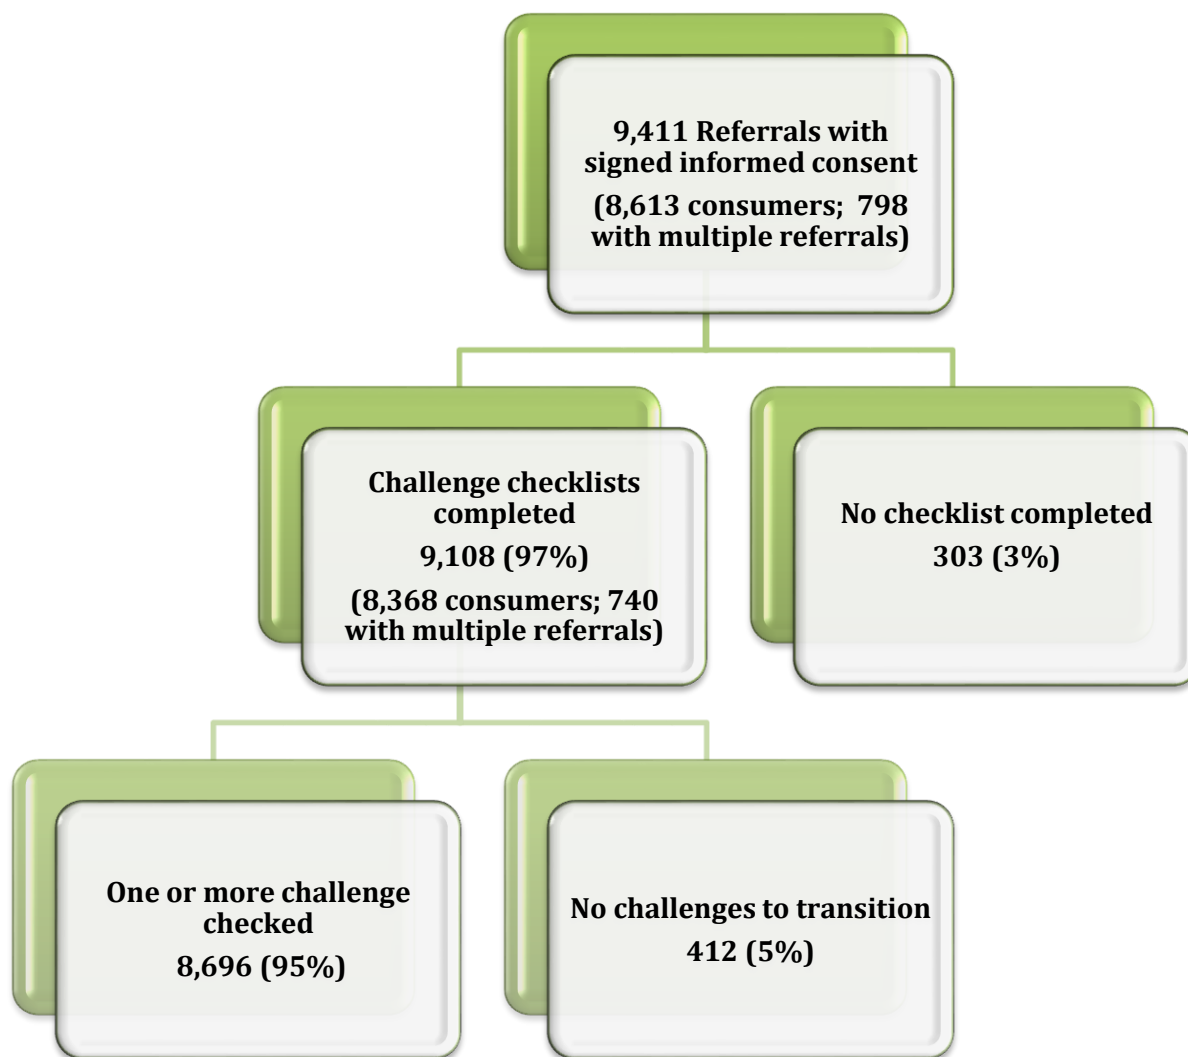 9,411 Referrals with
signed informed consent
(8,613 consumers;  798
with multiple referrals)
Challenge checklists
completed
9,108 (97%)
(8,368 consumers; 740
with multiple referrals)
No checklist completed
303 (3%)
One or more challenge
checked
8,696 (95%)
No challenges to transition
412 (5%)